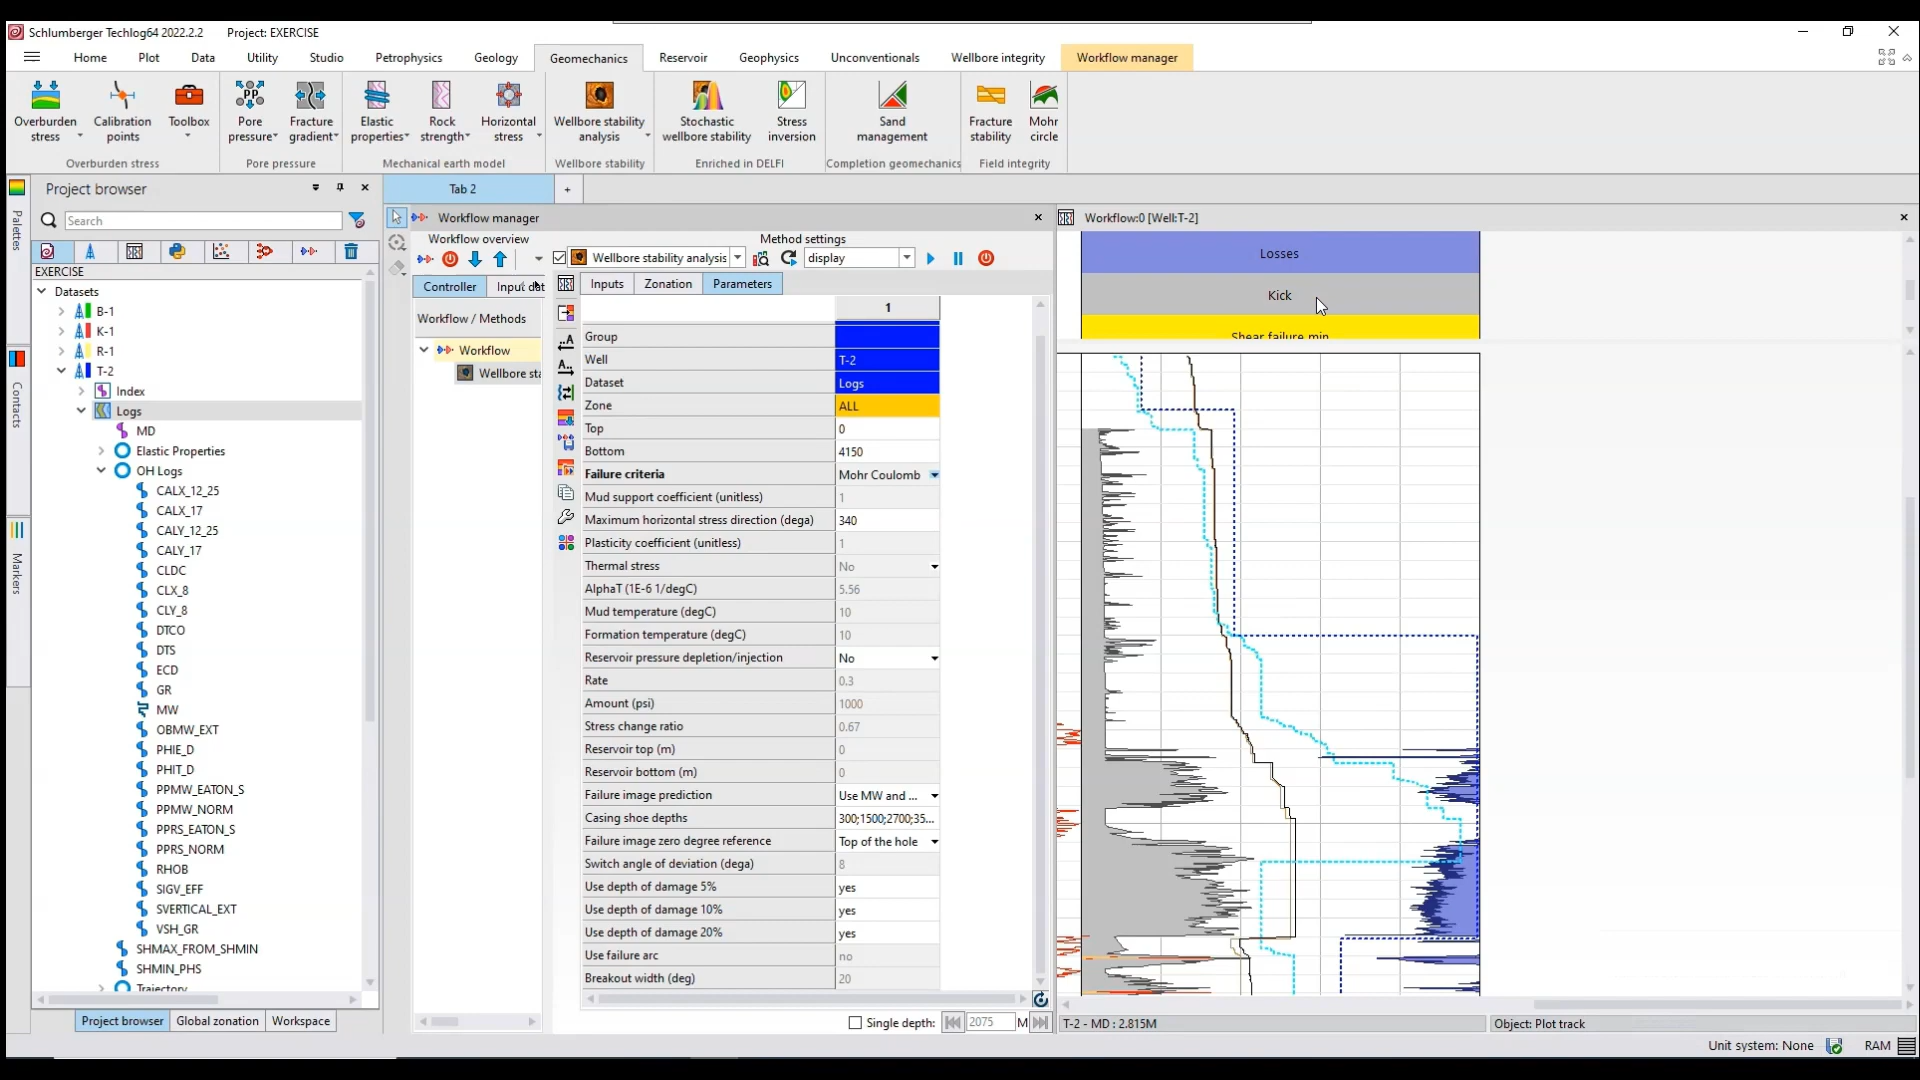 Schlumberger Techlog64 2022.2.2 Project: EXERCISE
Home Plot Data Utility Studio Petrophysics Geology Geomechanics Reservoir Geophysics Unconventionals Wellbore integrity Workflow manager
Overburden stress
Calibration points
Toolbox
Pore pressure
Fracture gradient
Elastic properties
Rock strength
Horizontal stress
Wellbore stability analysis
Stochastic wellbore stability
Stress inversion
Sand management
Fracture stability
Mohr circle
Overburden stress Pore pressure Mechanical earth model Wellbore stability Enriched in DELFI Completion geomechanics Field integrity
Palettes
Contacts
Markers
Project browser
Search
EXERCISE
Datasets
B-1
K-1
R-1
T-2
Index
Logs
MD
Elastic Properties
OH Logs
CALX_12_25
CALX_17
CALY_12_25
CALY_17
CLDC
CLX_8
CLY_8
DTCO
DTS
ECD
GR
MW
OBMW_EXT
PHIE_D
PHIT_D
PPMW_EATON_S
PPMW_NORM
PPRS_EATON_S
PPRS_NORM
RHOB
SIGV_EFF
SVERTICAL_EXT
VSH_GR
SHMAX_FROM_SHMIN
SHMIN_PHS
Trajectory
Project browser Global zonation Workspace
Tab 2 +
Workflow manager
Workflow overview Method settings
Wellbore stability analysis display
Controller Input dat
Inputs Zonation Parameters
Workflow / Methods
Workflow
Wellbore sta
1
Group
Well T-2
Dataset Logs
Zone ALL
Top 0
Bottom 4150
Failure criteria Mohr Coulomb
Mud support coefficient (unitless) 1
Maximum horizontal stress direction (dega) 340
Plasticity coefficient (unitless) 1
Thermal stress No
AlphaT (1E-6 1/degC) 5.56
Mud temperature (degC) 10
Formation temperature (degC) 10
Reservoir pressure depletion/injection No
Rate 0.3
Amount (psi) 1000
Stress change ratio 0.67
Reservoir top (m) 0
Reservoir bottom (m) 0
Failure image prediction Use MW and ...
Casing shoe depths 300;1500;2700;35...
Failure image zero degree reference Top of the hole
Switch angle of deviation (dega) 8
Use depth of damage 5% yes
Use depth of damage 10% yes
Use depth of damage 20% yes
Use failure arc no
Breakout width (deg) 20
Single depth: 2075 M
Workflow:0 [Well:T-2]
Losses
Kick
Shear failure min
T-2 - MD : 2.815M Object: Plot track
Unit system: None RAM